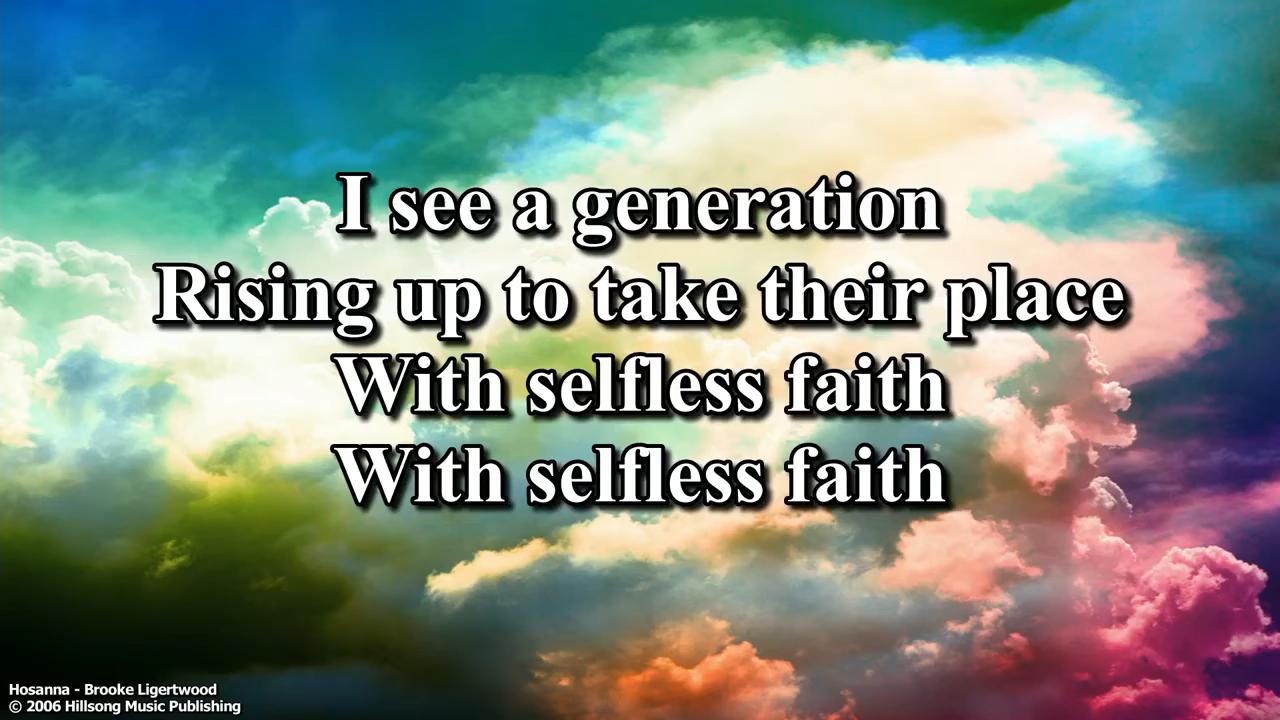 I see a generation
Rising up to take their place
With selfless faith
With selfless faith
Hosanna - Brooke Ligertwood
© 2006 Hillsong Music Publishing